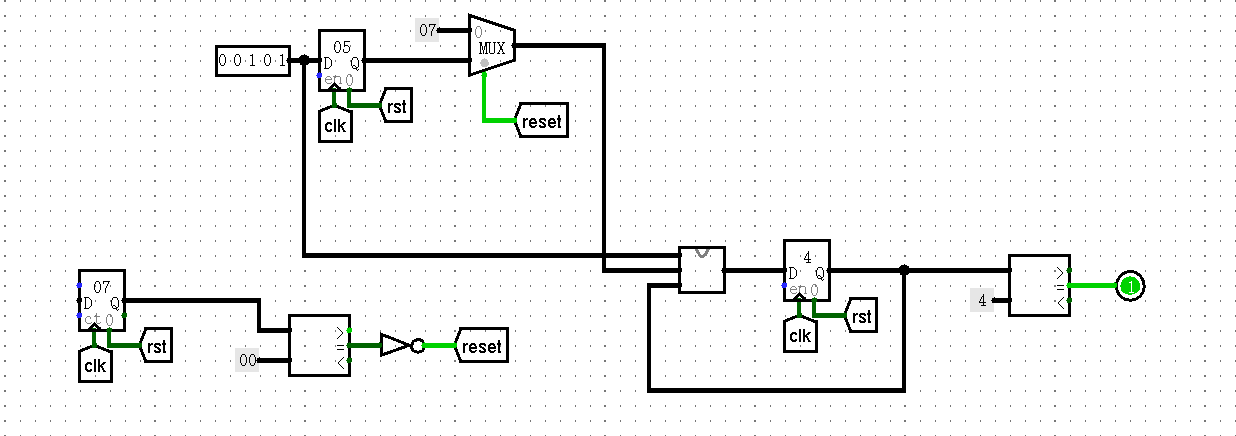 07
0
MUX
0 0 1 0 1
05
D Q
en 0
clk
rst
reset
07
D Q
ct 0
clk
rst
00
>
=
<
reset
4
D Q
en 0
clk
rst
4
>
=
<
1